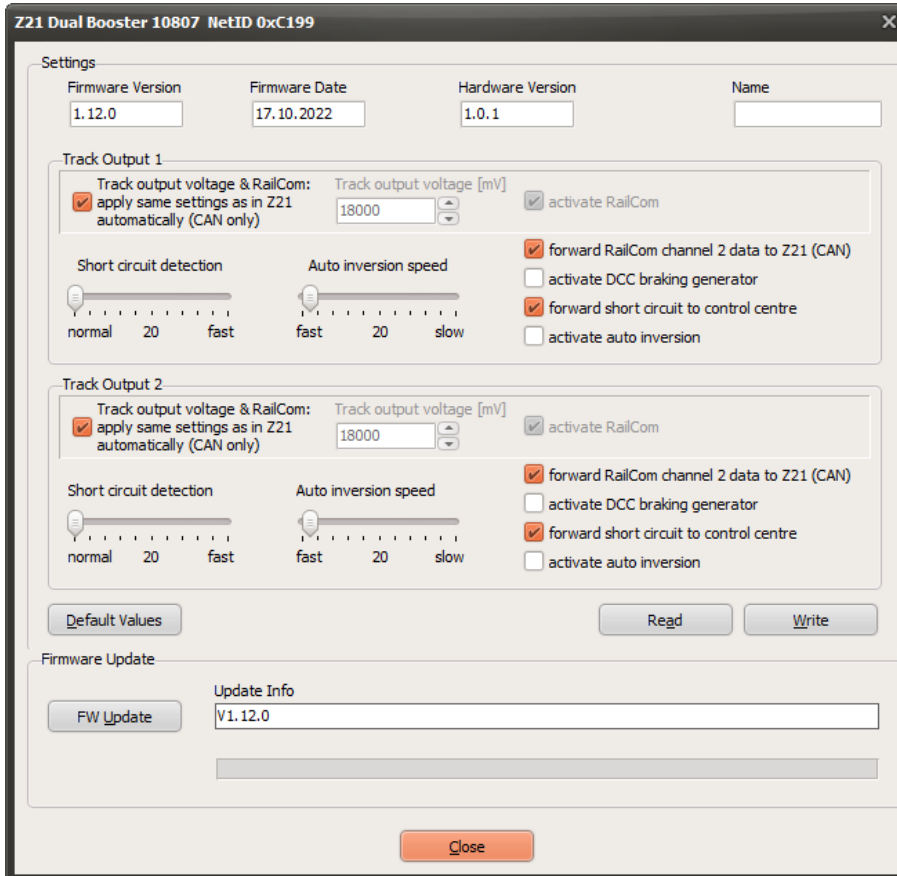 Z21 Dual Booster 10807 NetID 0xC199
Settings
Firmware Version Firmware Date Hardware Version Name
1.12.0 17.10.2022 1.0.1
Track Output 1
Track output voltage & RailCom:
apply same settings as in Z21
automatically (CAN only)
Track output voltage [mV]
18000
activate RailCom
Short circuit detection
normal 20 fast
Auto inversion speed
fast 20 slow
forward RailCom channel 2 data to Z21 (CAN)
activate DCC braking generator
forward short circuit to control centre
activate auto inversion
Track Output 2
Track output voltage & RailCom:
apply same settings as in Z21
automatically (CAN only)
Track output voltage [mV]
18000
activate RailCom
Short circuit detection
normal 20 fast
Auto inversion speed
fast 20 slow
forward RailCom channel 2 data to Z21 (CAN)
activate DCC braking generator
forward short circuit to control centre
activate auto inversion
Default Values Read Write
Firmware Update
FW Update
Update Info
V1.12.0
Close